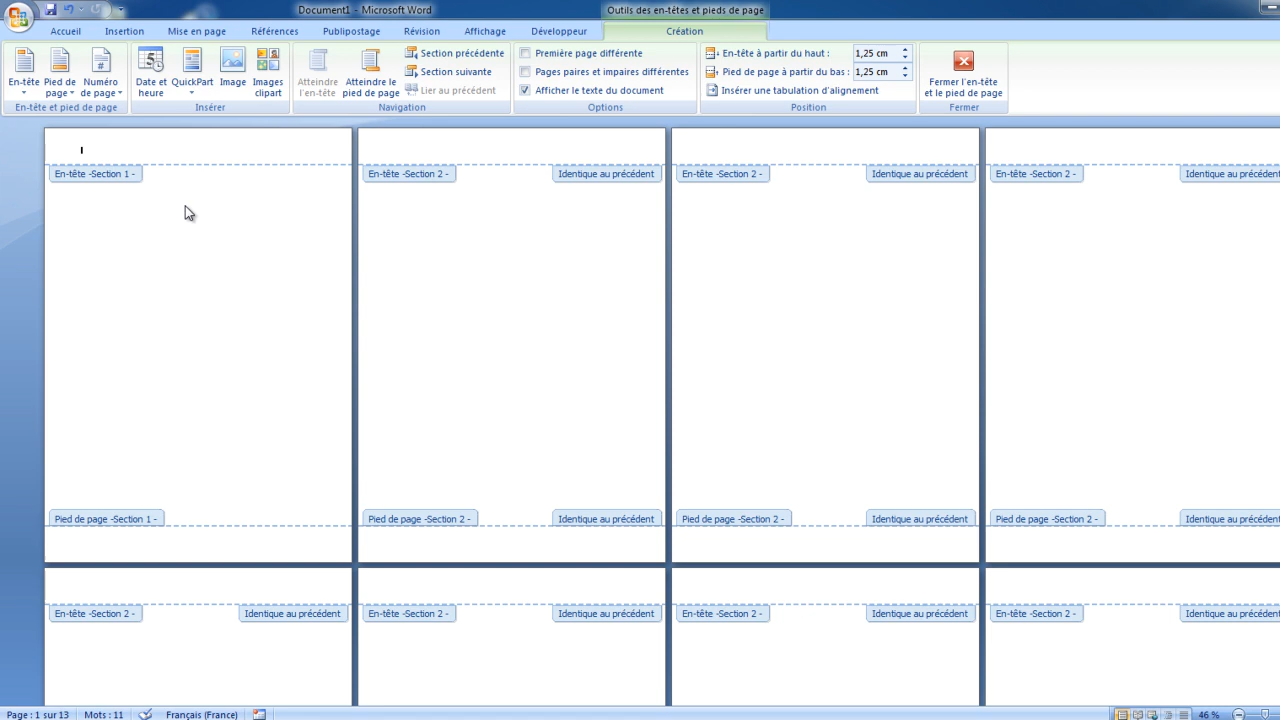 Document1 - Microsoft Word
Outils des en-têtes et pieds de page
Accueil
Insertion
Mise en page
Références
Publipostage
Révision
Affichage
Développeur
Création
En-tête
Pied de page
Numéro de page
En-tête et pied de page
Date et heure
QuickPart
Image
Images clipart
Insérer
Atteindre l'en-tête
Atteindre le pied de page
Section précédente
Section suivante
Lier au précédent
Navigation
Première page différente
Pages paires et impaires différentes
Afficher le texte du document
Options
En-tête à partir du haut : 1,25 cm
Pied de page à partir du bas : 1,25 cm
Insérer une tabulation d'alignement
Position
Fermer l'en-tête et le pied de page
Fermer
En-tête -Section 1 -
En-tête -Section 2 - Identique au précédent
En-tête -Section 2 - Identique au précédent
En-tête -Section 2 - Identique au précédent
Pied de page -Section 1 -
Pied de page -Section 2 - Identique au précédent
Pied de page -Section 2 - Identique au précédent
Pied de page -Section 2 - Identique au précédent
En-tête -Section 2 - Identique au précédent
En-tête -Section 2 - Identique au précédent
En-tête -Section 2 - Identique au précédent
En-tête -Section 2 - Identique au précédent
Page : 1 sur 13
Mots : 11
Français (France)
46 %